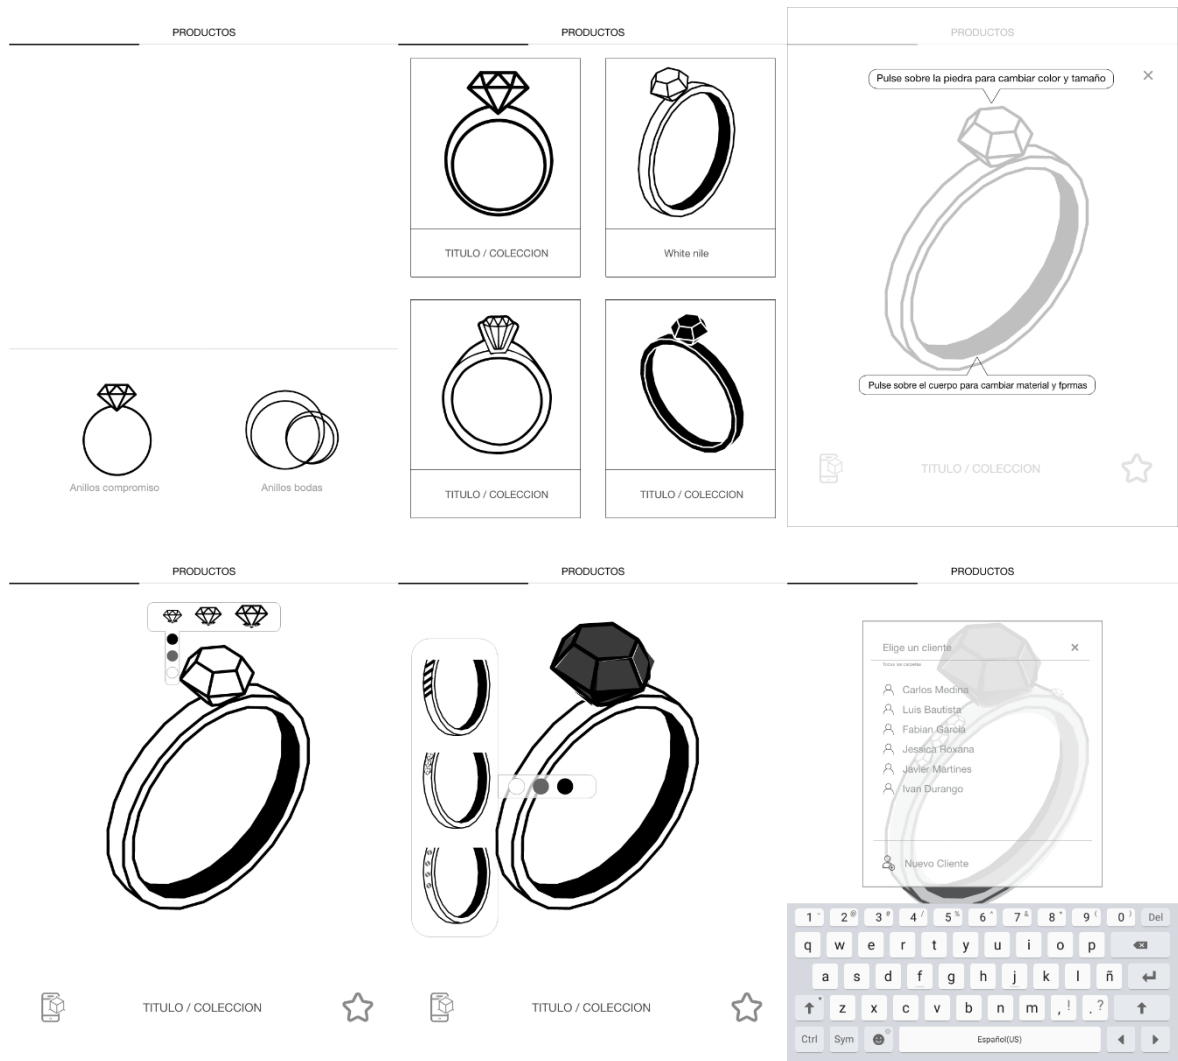 PRODUCTOS
Anillos compromiso
Anillos bodas
PRODUCTOS
TITULO / COLECCION
White nile
TITULO / COLECCION
TITULO / COLECCION
PRODUCTOS
Pulse sobre la piedra para cambiar color y tamaño
Pulse sobre el cuerpo para cambiar material y fprmas
TITULO / COLECCION
PRODUCTOS
TITULO / COLECCION
PRODUCTOS
TITULO / COLECCION
PRODUCTOS
Elige un cliente
Todas las carpetas
Carlos Medina
Luis Bautista
Fabian Garcia
Jessica Roxana
Javier Martines
Ivan Durango
Nuevo Cliente
1 2 @ 3 # 4 / 5 % 6 ^ 7 & 8 * 9 ( 0 ) Del
q w e r t y u i o p
a s d f g h j k l ñ
z x c v b n m , ! . ?
Ctrl Sym Español(US)